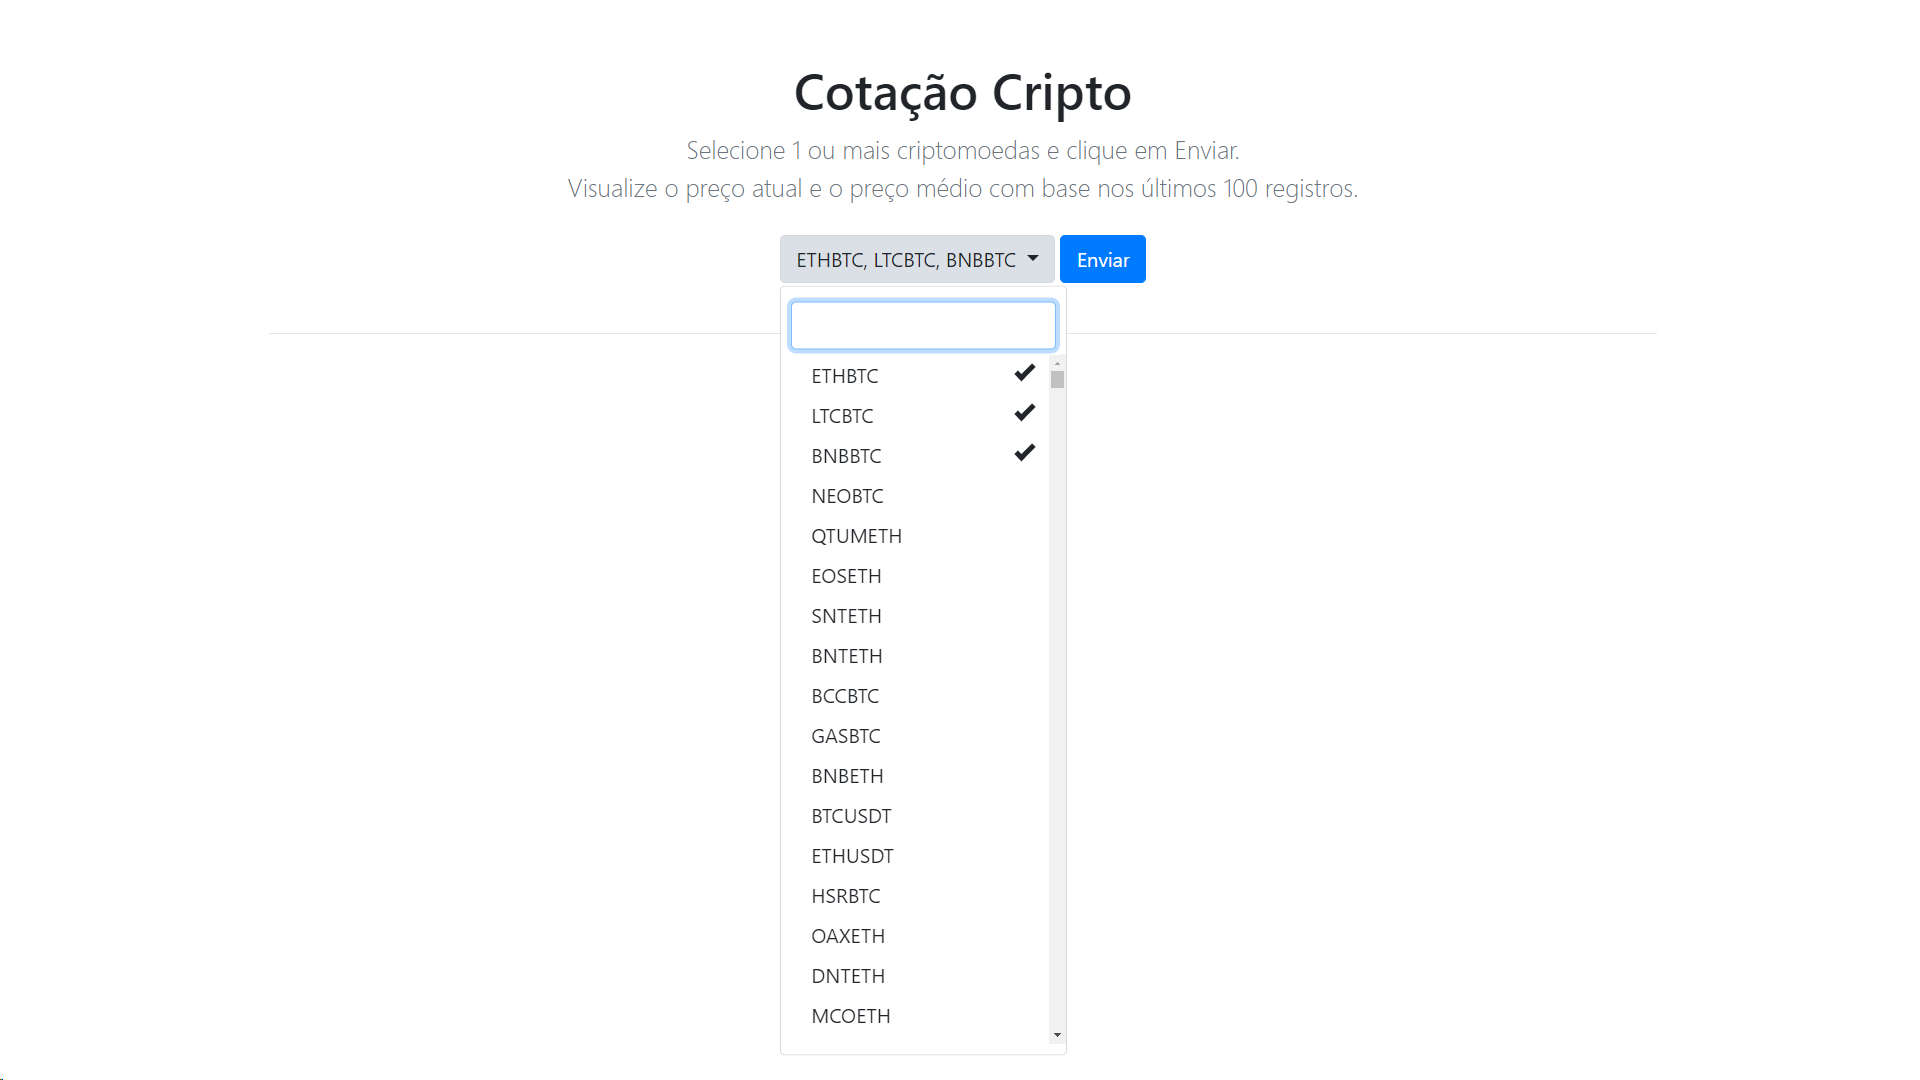 Cotação Cripto
Selecione 1 ou mais criptomoedas e clique em Enviar.
Visualize o preço atual e o preço médio com base nos últimos 100 registros.
ETHBTC, LTCBTC, BNBBTC Enviar
ETHBTC
LTCBTC
BNBBTC
NEOBTC
QTUMETH
EOSETH
SNTETH
BNTETH
BCCBTC
GASBTC
BNBETH
BTCUSDT
ETHUSDT
HSRBTC
OAXETH
DNTETH
MCOETH